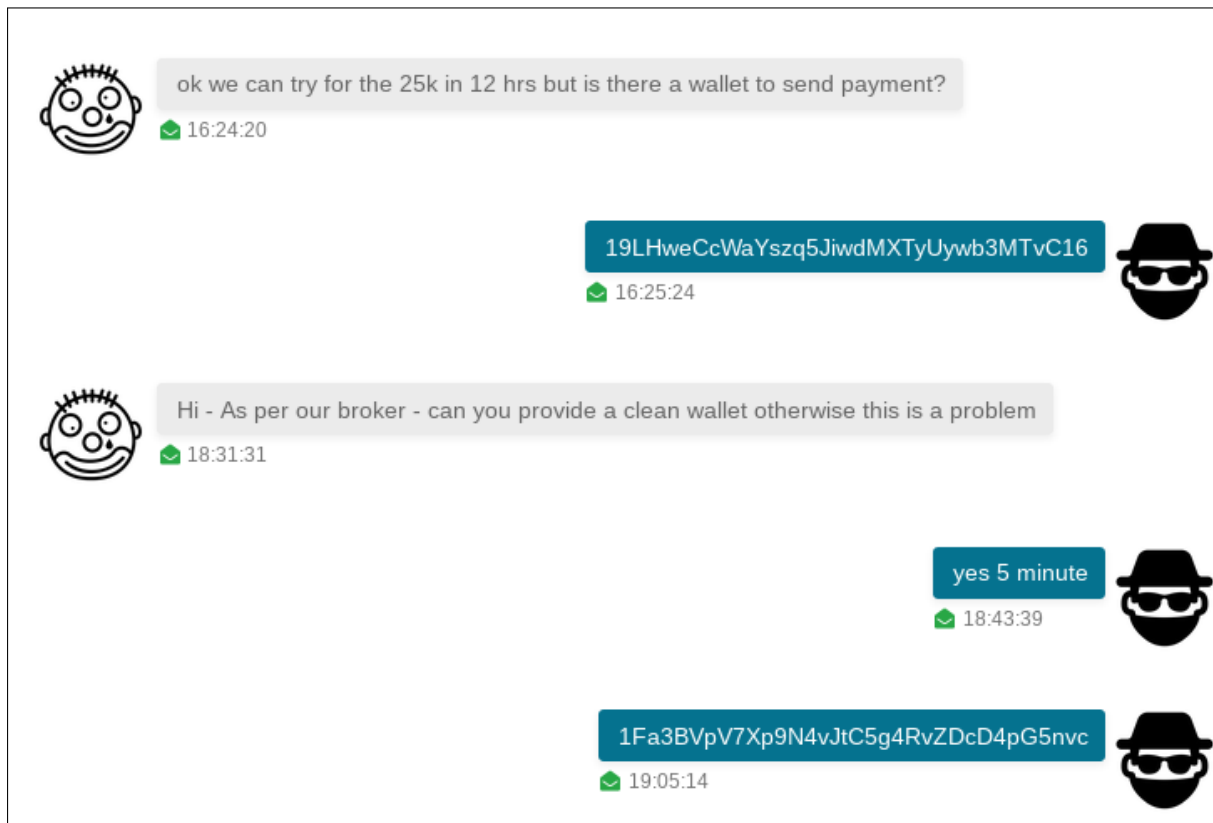 ok we can try for the 25k in 12 hrs but is there a wallet to send payment?
16:24:20
19LHweCcWaYszq5JiwdMXTyUywb3MTvC16
16:25:24
Hi - As per our broker - can you provide a clean wallet otherwise this is a problem
18:31:31
yes 5 minute
18:43:39
1Fa3BVpV7Xp9N4vJtC5g4RvZDcD4pG5nvc
19:05:14